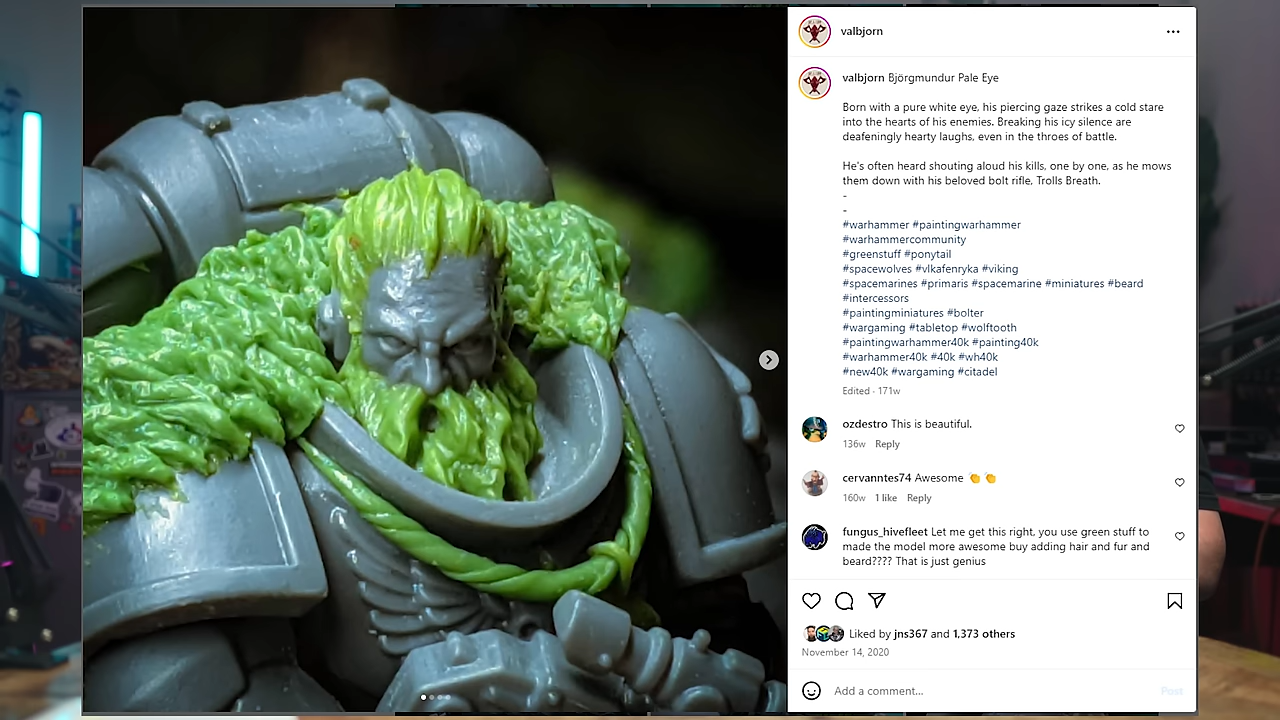 valbjorn
valbjorn Björgmundur Pale Eye
Born with a pure white eye, his piercing gaze strikes a cold stare
into the hearts of his enemies. Breaking his icy silence are
deafeningly hearty laughs, even in the throes of battle.
He's often heard shouting aloud his kills, one by one, as he mows
them down with his beloved bolt rifle, Trolls Breath.
-
-
#warhammer #paintingwarhammer
#warhammercommunity
#greenstuff #ponytail
#spacewolves #vlkafenryka #viking
#spacemarines #primaris #spacemarine #miniatures #beard
#intercessors
#paintingminiatures #bolter
#wargaming #tabletop #wolftooth
#paintingwarhammer40k #painting40k
#warhammer40k #40k #wh40k
#new40k #wargaming #citadel
Edited · 171w
ozdestro This is beautiful.
136w Reply
cervanntes74 Awesome 👏 👏
160w 1 like Reply
fungus_hivefleet Let me get this right, you use green stuff to
made the model more awesome buy adding hair and fur and
beard???? That is just genius
Liked by jns367 and 1,373 others
November 14, 2020
Add a comment...
Post